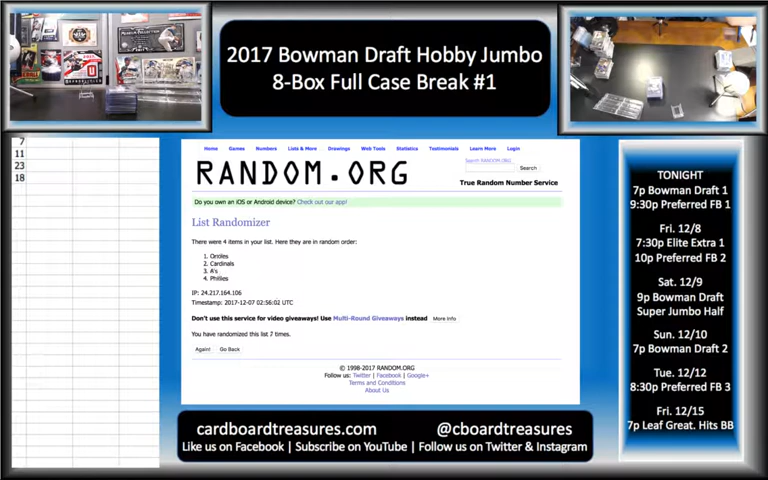 2017 Bowman Draft Hobby Jumbo
8-Box Full Case Break #1
7
11
23
18
Home Games Numbers Lists & More Drawings Web Tools Statistics Testimonials Learn More Login
RANDOM.ORG
Search RANDOM.ORG
Search
True Random Number Service
Do you own an iOS or Android device? Check out our app!
List Randomizer
There were 4 items in your list. Here they are in random order:
1. Orioles
2. Cardinals
3. A's
4. Phillies
IP: 24.217.164.106
Timestamp: 2017-12-07 02:56:02 UTC
Don't use this service for video giveaways! Use Multi-Round Giveaways instead More Info
You have randomized this list 7 times.
Again! Go Back
© 1998-2017 RANDOM.ORG
Follow us: Twitter | Facebook | Google+
Terms and Conditions
About Us
TONIGHT
7p Bowman Draft 1
9:30p Preferred FB 1
Fri. 12/8
7:30p Elite Extra 1
10p Preferred FB 2
Sat. 12/9
9p Bowman Draft
Super Jumbo Half
Sun. 12/10
7p Bowman Draft 2
Tue. 12/12
8:30p Preferred FB 3
Fri. 12/15
7p Leaf Great. Hits BB
cardboardtreasures.com @cboardtreasures
Like us on Facebook | Subscribe on YouTube | Follow us on Twitter & Instagram